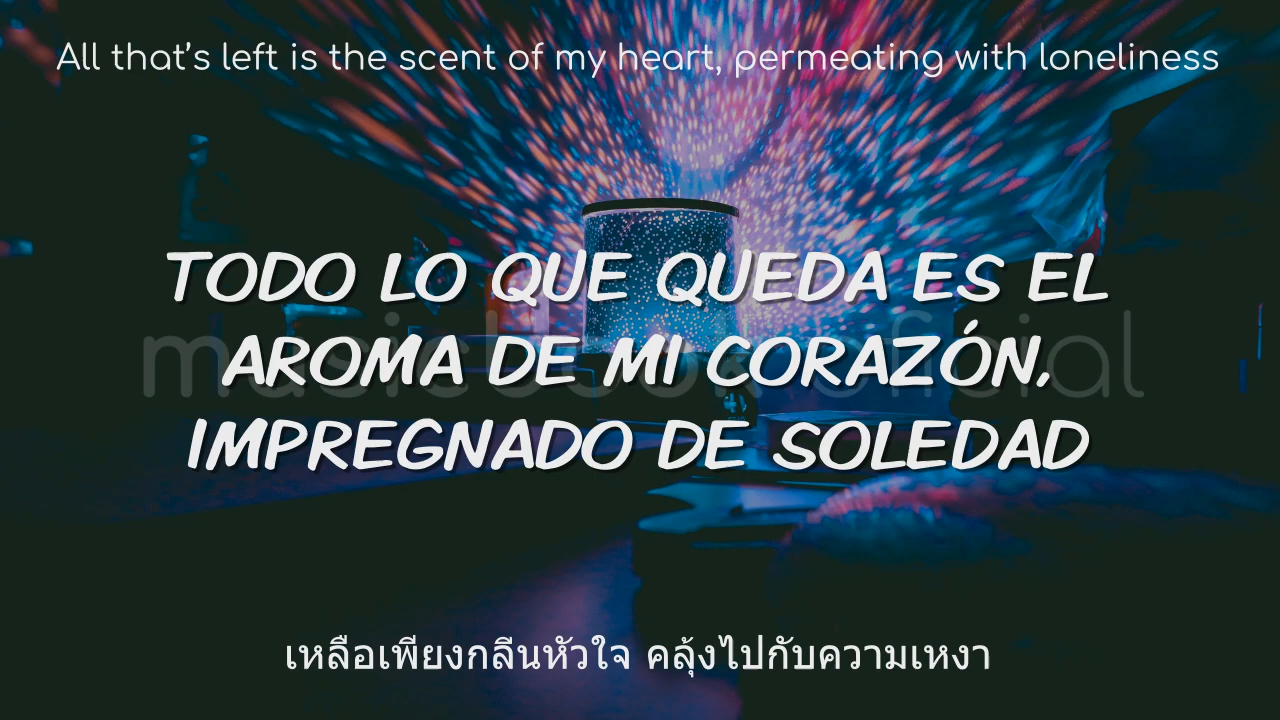 All that’s left is the scent of my heart, permeating with loneliness
TODO LO QUE QUEDA ES EL
AROMA DE MI CORAZÓN,
IMPREGNADO DE SOLEDAD
เหลือเพียงกลิ่นหัวใจ คลุ้งไปกับความเหงา